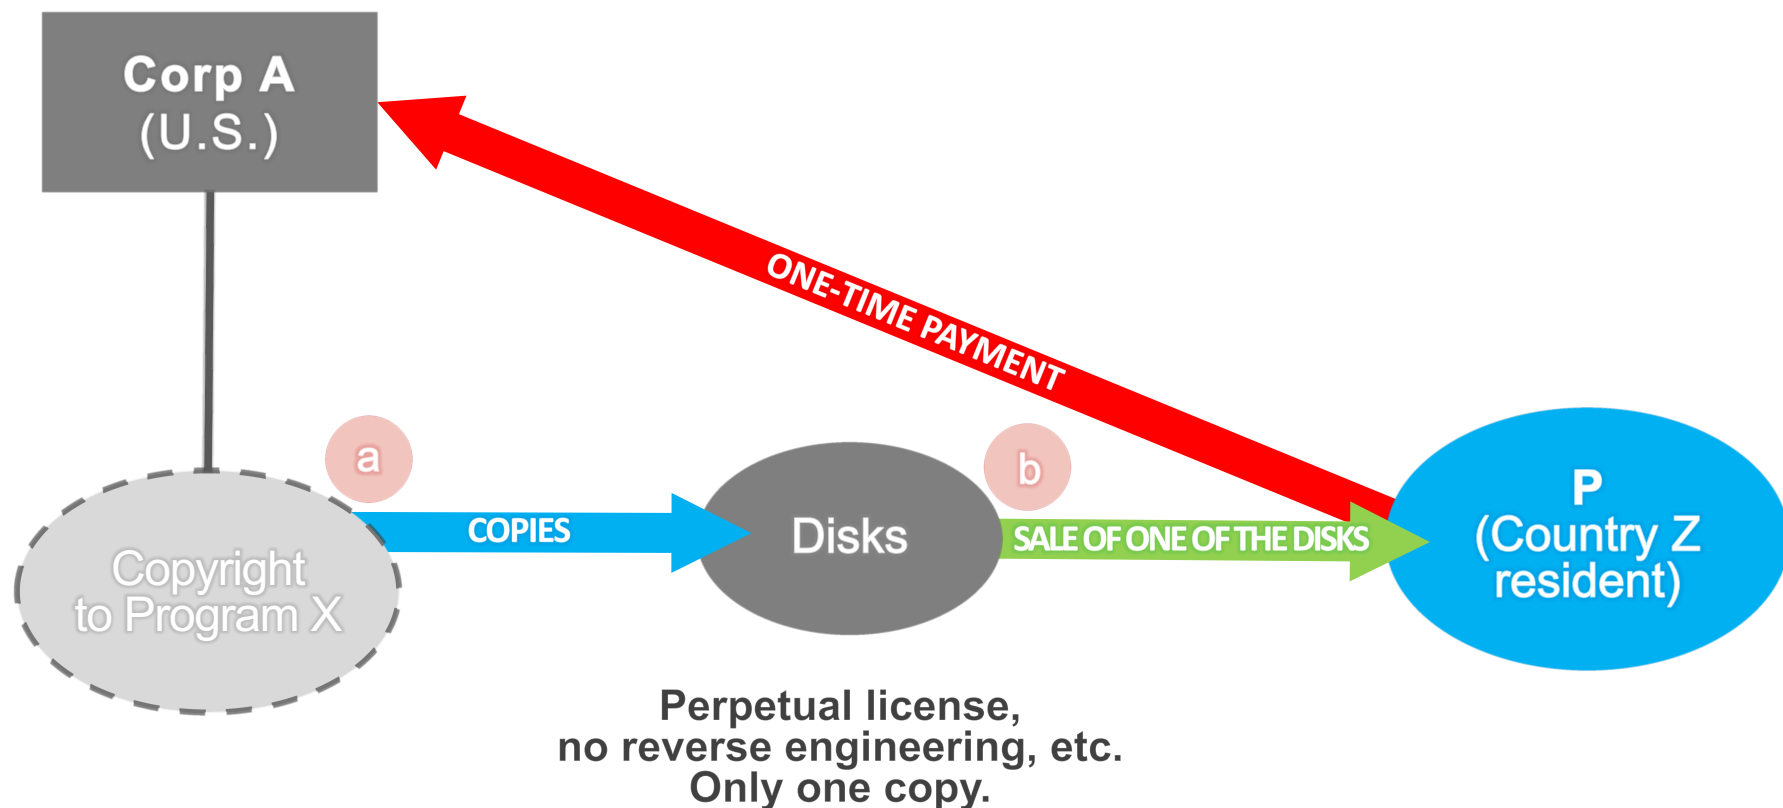 Corp A
(U.S.)
ONE-TIME PAYMENT
a
b
COPIES
Disks
SALE OF ONE OF THE DISKS
P
(Country Z
resident)
Copyright
to Program X
Perpetual license,
no reverse engineering, etc.
Only one copy.